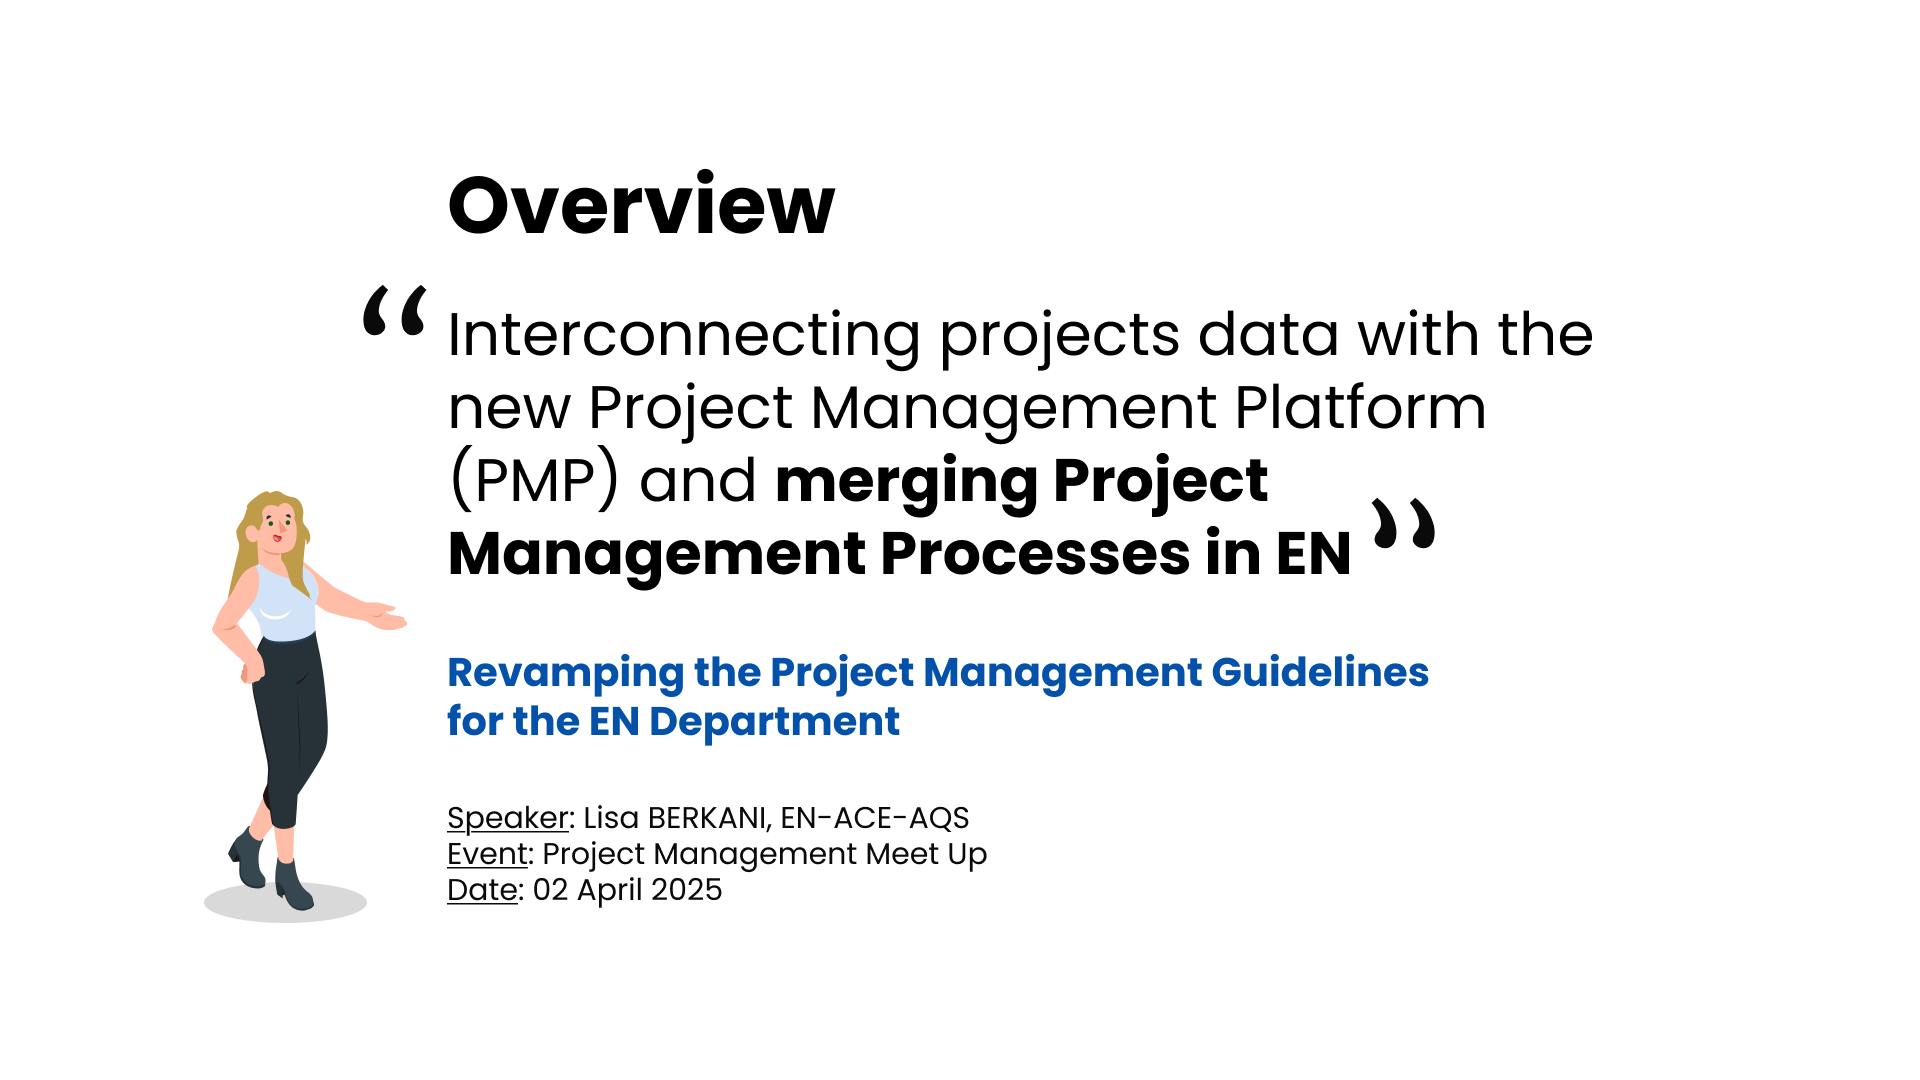 Overview
“Interconnecting projects data with the
new Project Management Platform
(PMP) and merging Project
Management Processes in EN”
Revamping the Project Management Guidelines
for the EN Department
Speaker: Lisa BERKANI, EN-ACE-AQS
Event: Project Management Meet Up
Date: 02 April 2025